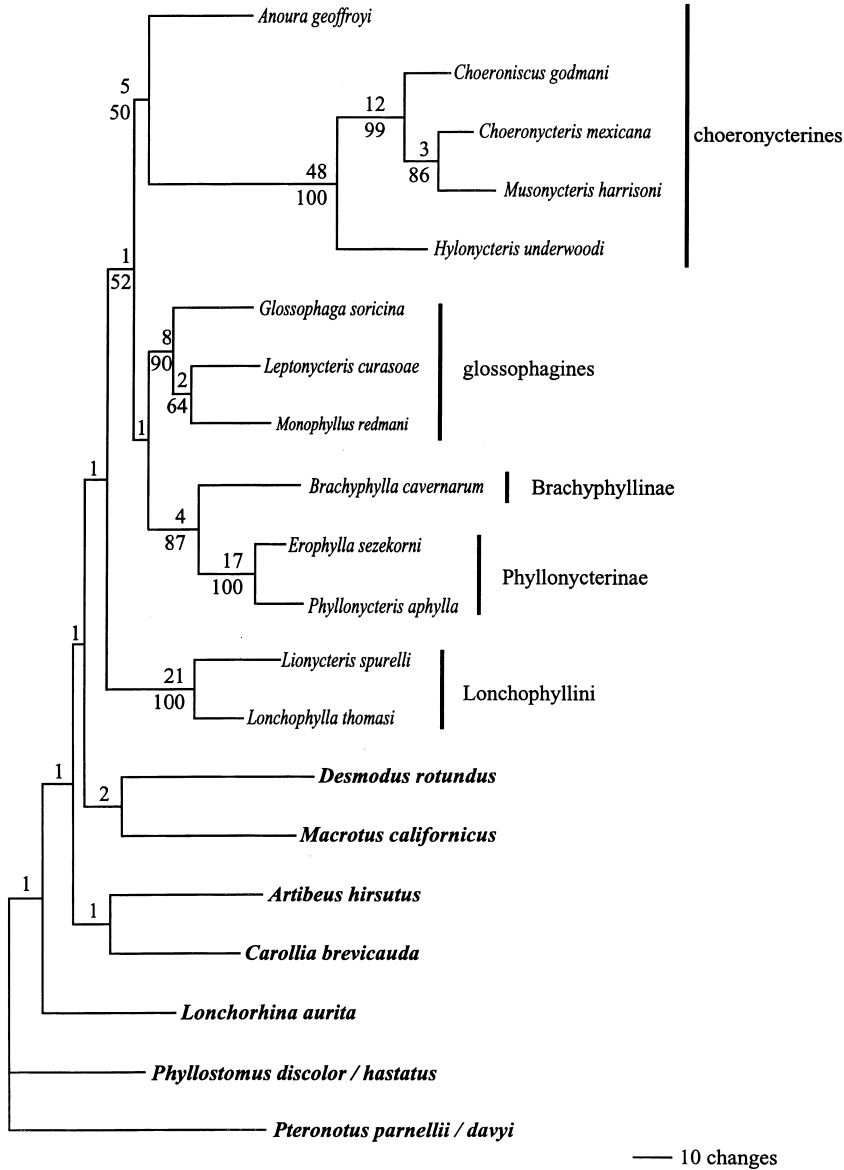 Anoura geoffroyi
5
50
Choeroniscus godmani
12
99
Choeronycteris mexicana
3
86
choeronycterines
48
100
Musonycteris harrisoni
Hylonycteris underwoodi
1
52
Glossophaga soricina
8
90
Leptonycteris curasoae
glossophagines
2
64
Monophyllus redmani
1
1
Brachyphylla cavernarum
Brachyphyllinae
4
87
Erophylla sezekorni
17
100
Phyllonycterinae
Phyllonycteris aphylla
1
Lionycteris spurelli
21
100
Lonchophyllini
Lonchophylla thomasi
1
Desmodus rotundus
2
Macrotus californicus
1
Artibeus hirsutus
1
Carollia brevicauda
Lonchorhina aurita
Phyllostomus discolor / hastatus
Pteronotus parnellii / davyi
10 changes